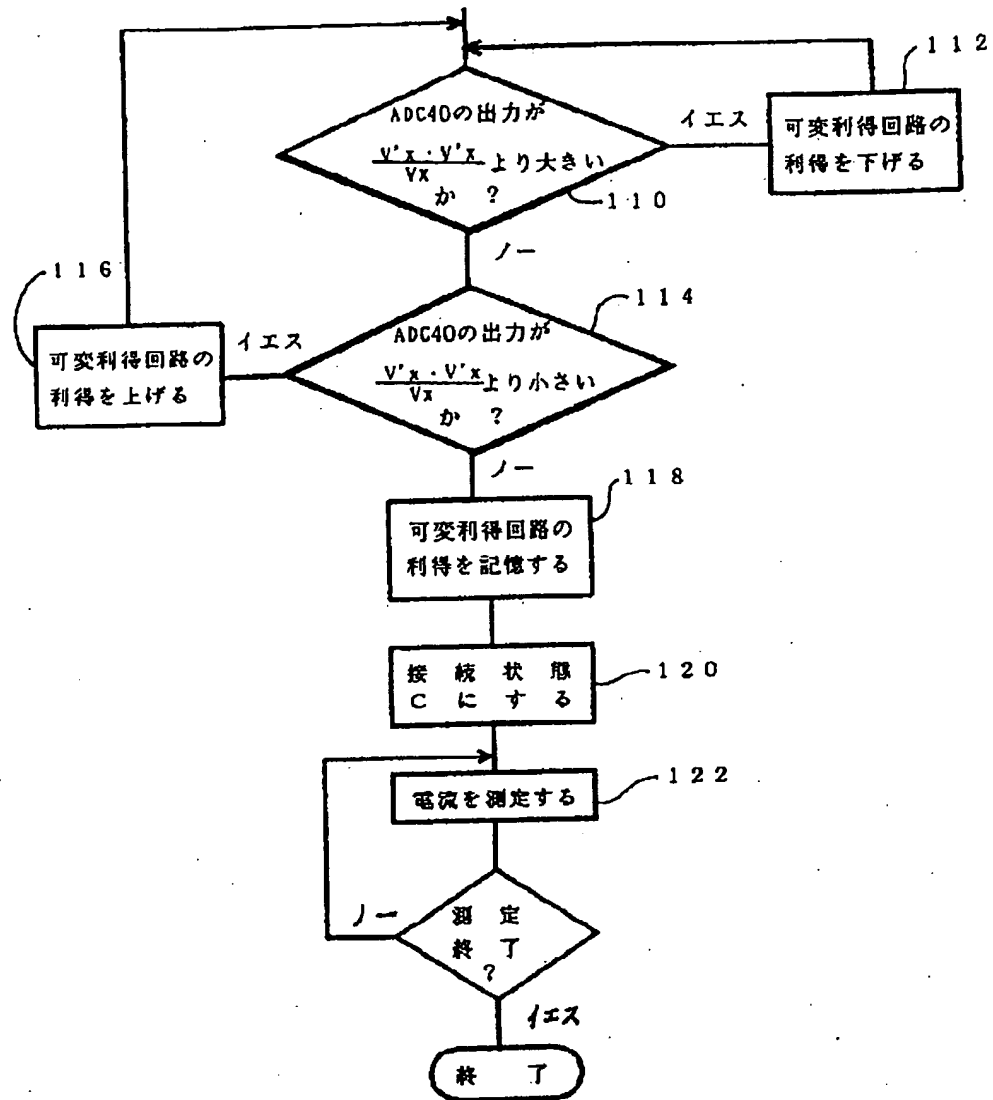 112
ADC40の出力が
V'x・V'x
Vx
より大きい
か ?
イエス
可変利得回路の
利得を下げる
110
ノー
116
114
ADC40の出力が
V'x・V'x
Vx
より小さい
か ?
イエス
可変利得回路の
利得を上げる
ノー
118
可変利得回路の
利得を記憶する
接続状態
Cにする
120
電流を測定する
122
ノー
測定
終了
?
イエス
終了